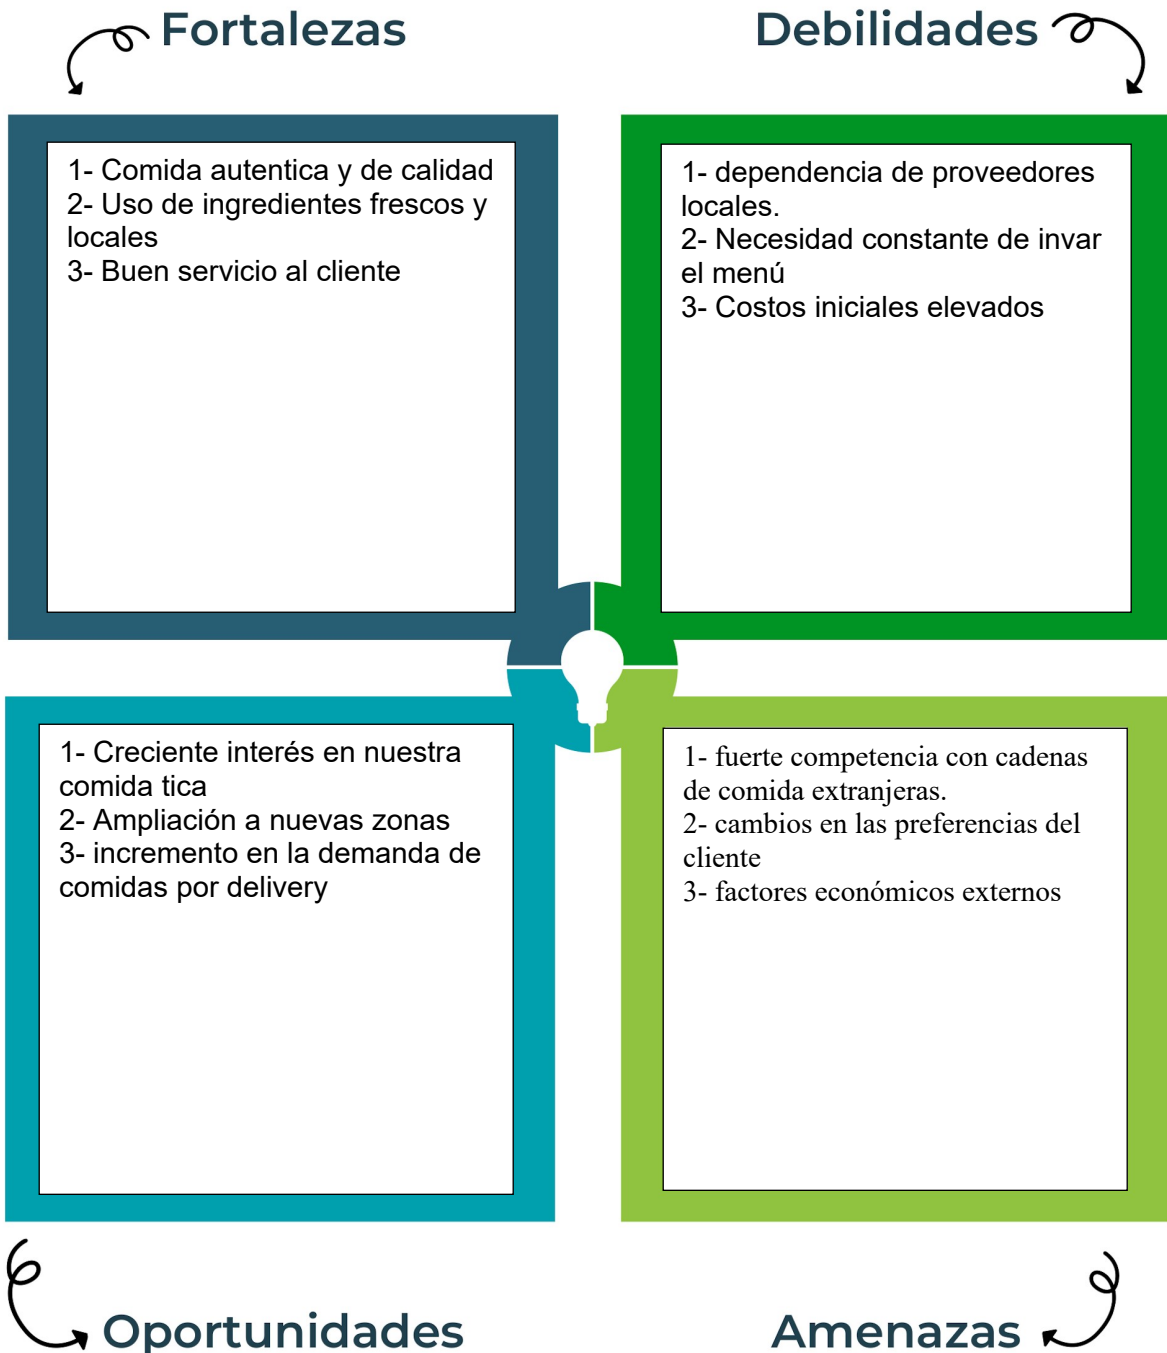 Fortalezas
1- Comida autentica y de calidad
2- Uso de ingredientes frescos y
locales
3- Buen servicio al cliente
Debilidades
1- dependencia de proveedores
locales.
2- Necesidad constante de invar
el menú
3- Costos iniciales elevados
1- Creciente interés en nuestra
comida tica
2- Ampliación a nuevas zonas
3- incremento en la demanda de
comidas por delivery
Oportunidades
1- fuerte competencia con cadenas
de comida extranjeras.
2- cambios en las preferencias del
cliente
3- factores económicos externos
Amenazas